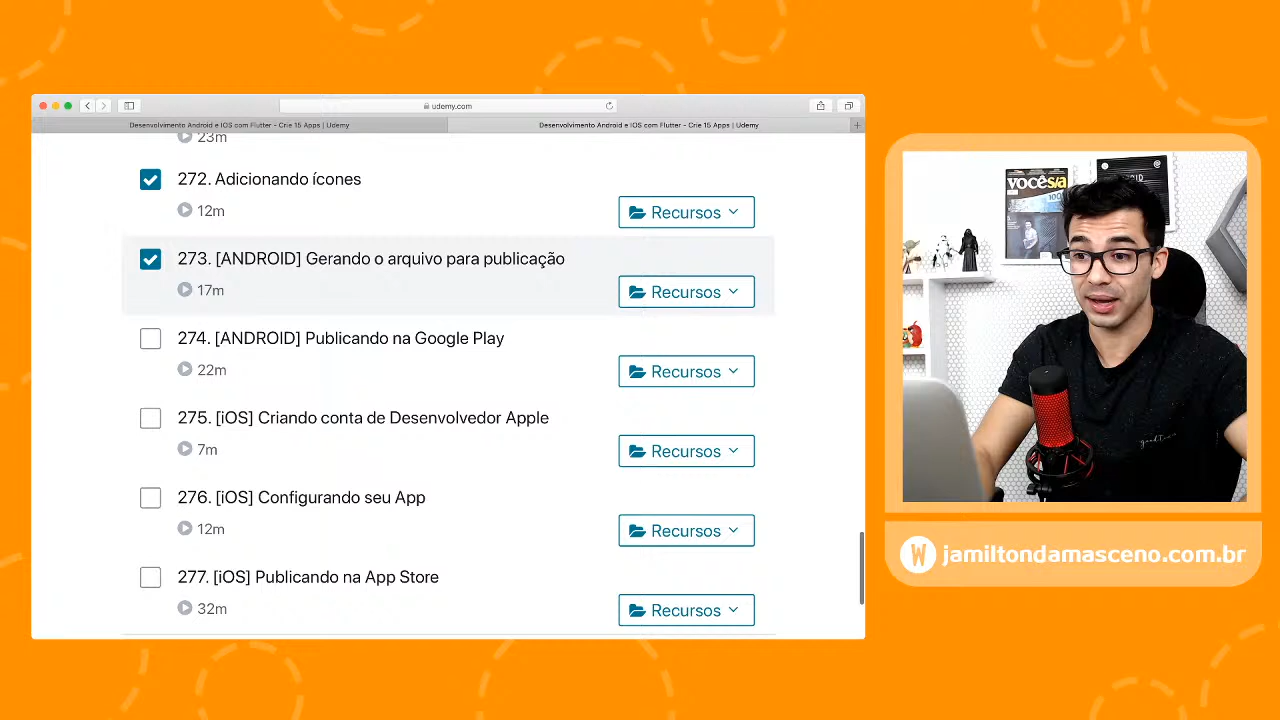 udemy.com
Desenvolvimento Android e IOS com Flutter - Crie 15 Apps | Udemy
Desenvolvimento Android e IOS com Flutter - Crie 15 Apps | Udemy
23m
272. Adicionando ícones
12m
Recursos
273. [ANDROID] Gerando o arquivo para publicação
17m
Recursos
274. [ANDROID] Publicando na Google Play
22m
Recursos
275. [iOS] Criando conta de Desenvolvedor Apple
7m
Recursos
276. [iOS] Configurando seu App
12m
Recursos
277. [iOS] Publicando na App Store
32m
Recursos
vocês/a
W jamiltondamasceno.com.br